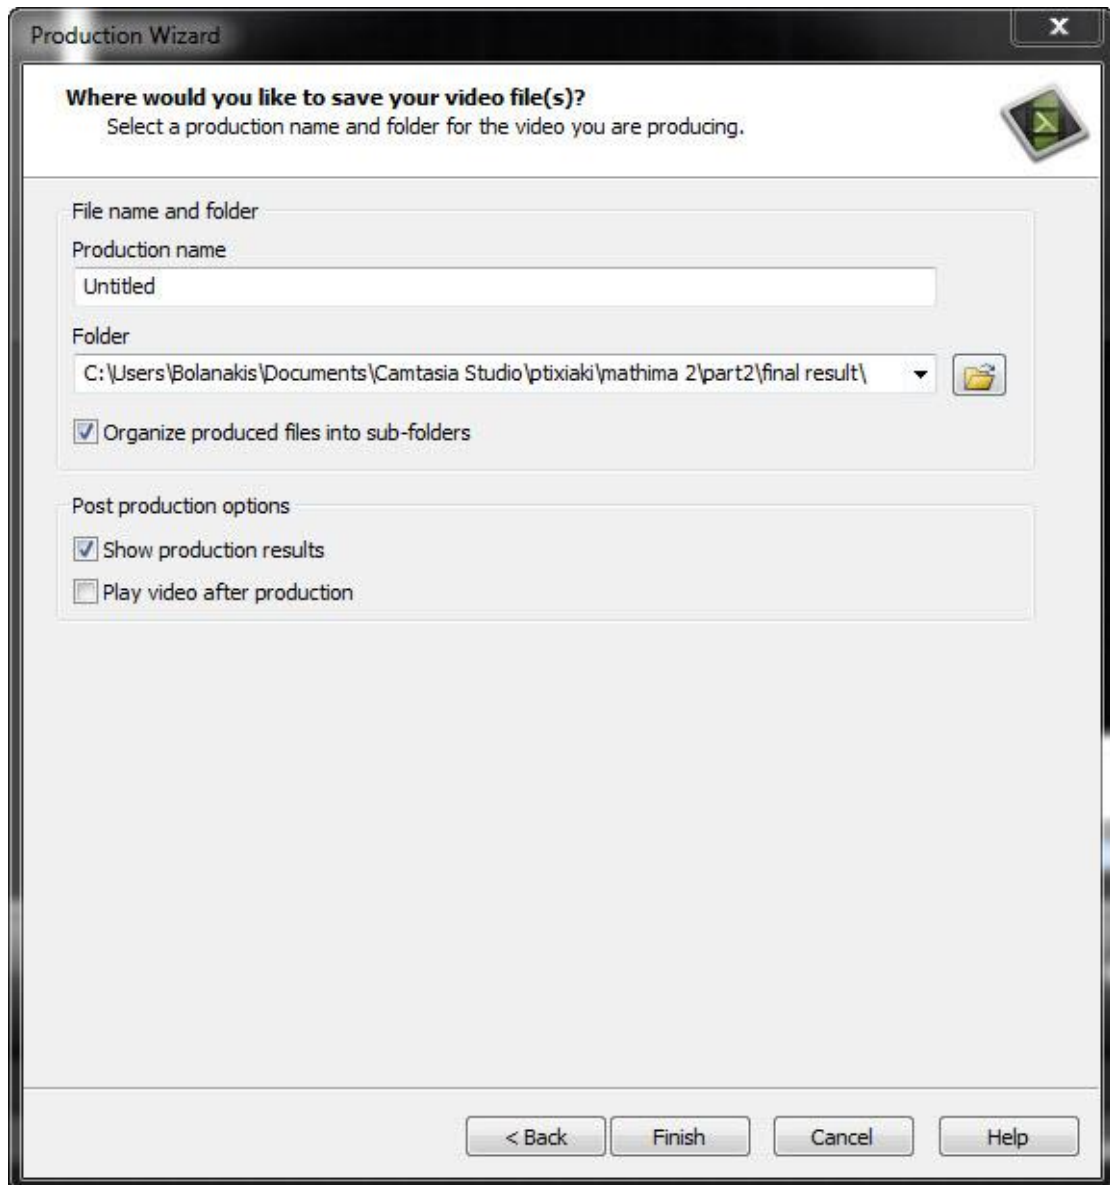 Production Wizard
Where would you like to save your video file(s)?
Select a production name and folder for the video you are producing.
File name and folder
Production name
Untitled
Folder
C:\Users\Bolanakis\Documents\Camtasia Studio\ptixiaki\mathima 2\part2\final result\
Organize produced files into sub-folders
Post production options
Show production results
Play video after production
< Back Finish Cancel Help